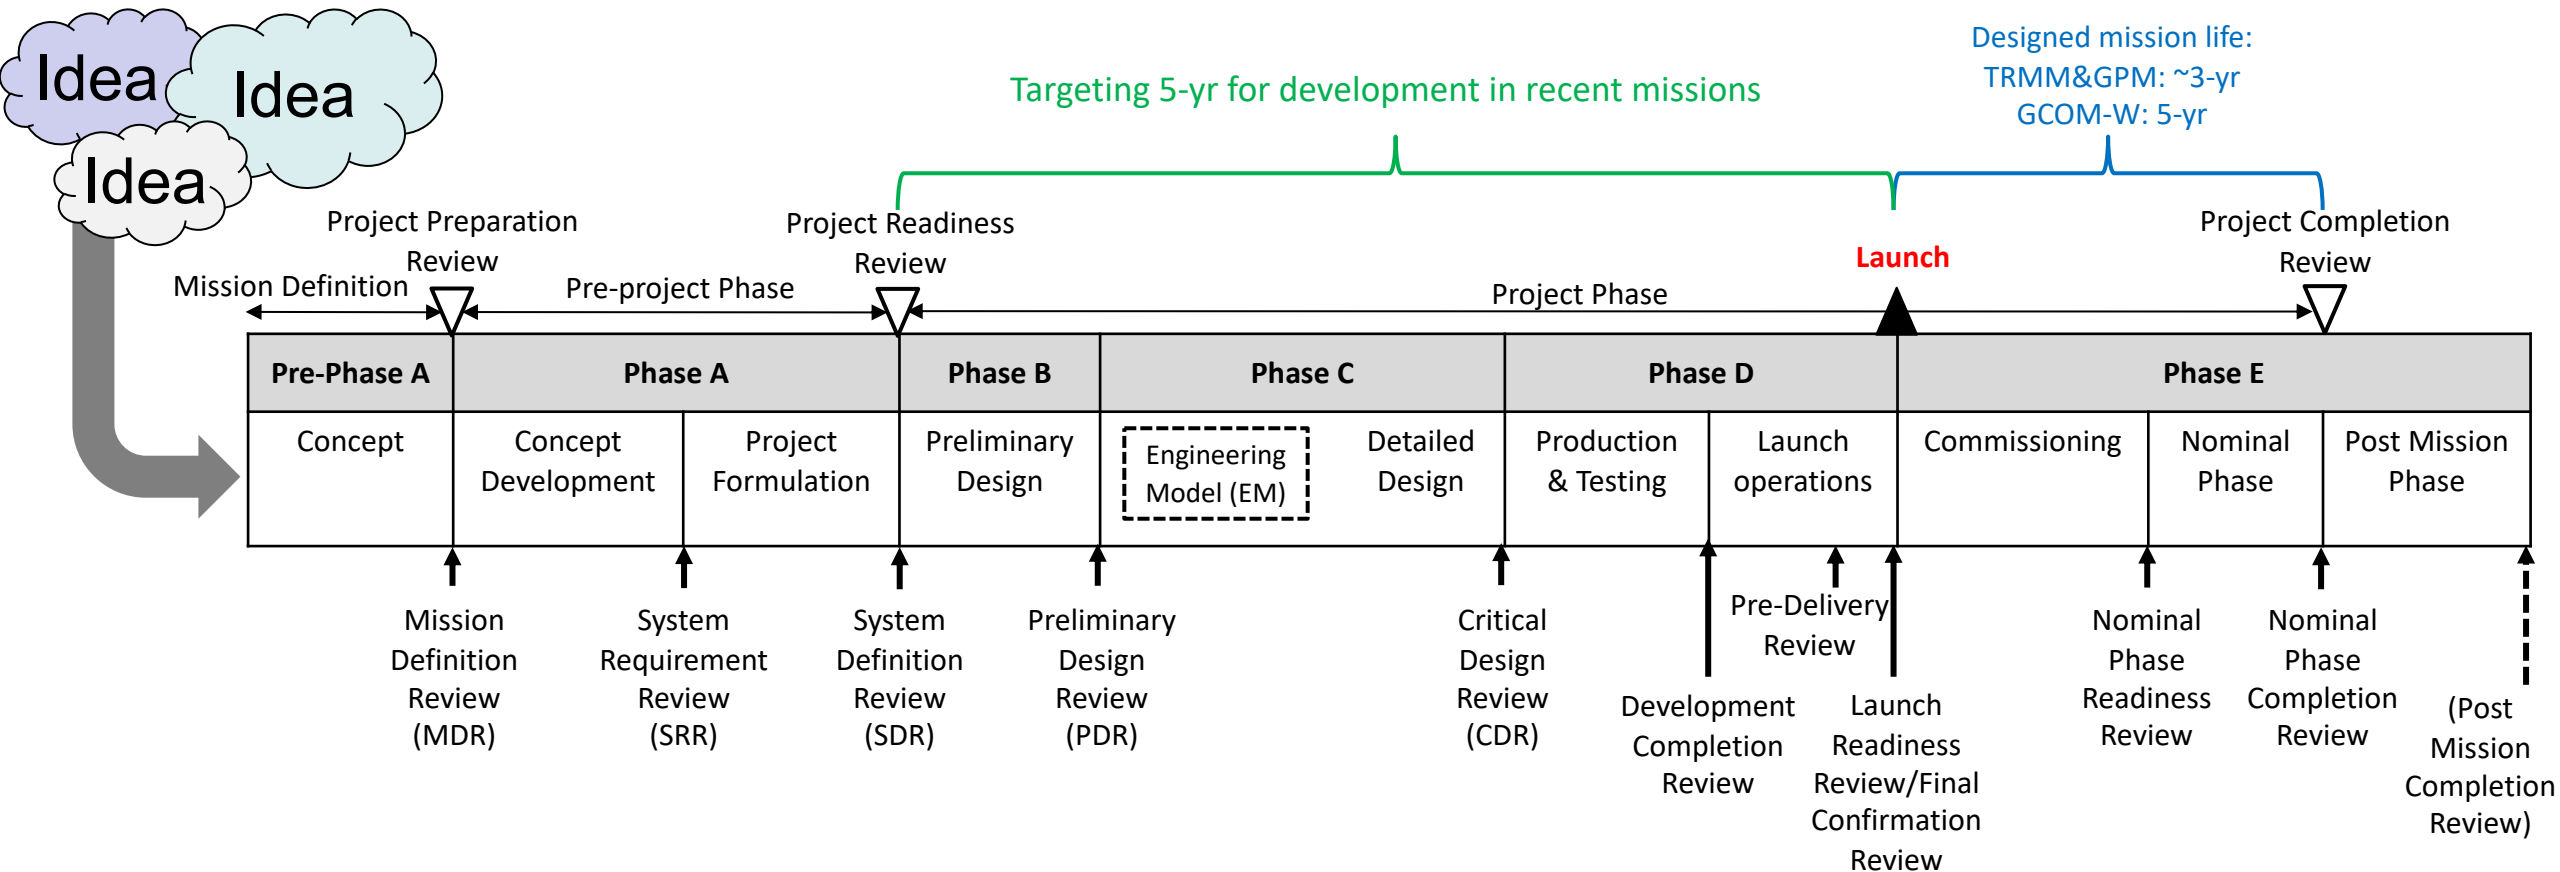 Idea
Idea
Idea
Targeting 5-yr for development in recent missions
Designed mission life:
TRMM&GPM: ~3-yr
GCOM-W: 5-yr
Project Preparation
Review
Project Readiness
Review
Launch
Project Completion
Review
Mission Definition
Pre-project Phase
Project Phase
Pre-Phase A
Phase A
Phase B
Phase C
Phase D
Phase E
Concept
Concept
Development
Project
Formulation
Preliminary
Design
Engineering
Model (EM)
Detailed
Design
Production
& Testing
Launch
operations
Commissioning
Nominal
Phase
Post Mission
Phase
Mission
Definition
Review
(MDR)
System
Requirement
Review
(SRR)
System
Definition
Review
(SDR)
Preliminary
Design
Review
(PDR)
Critical
Design
Review
(CDR)
Development
Completion
Review
Pre-Delivery
Review
Launch
Readiness
Review/Final
Confirmation
Review
Nominal
Phase
Readiness
Review
Nominal
Phase
Completion
Review
(Post
Mission
Completion
Review)